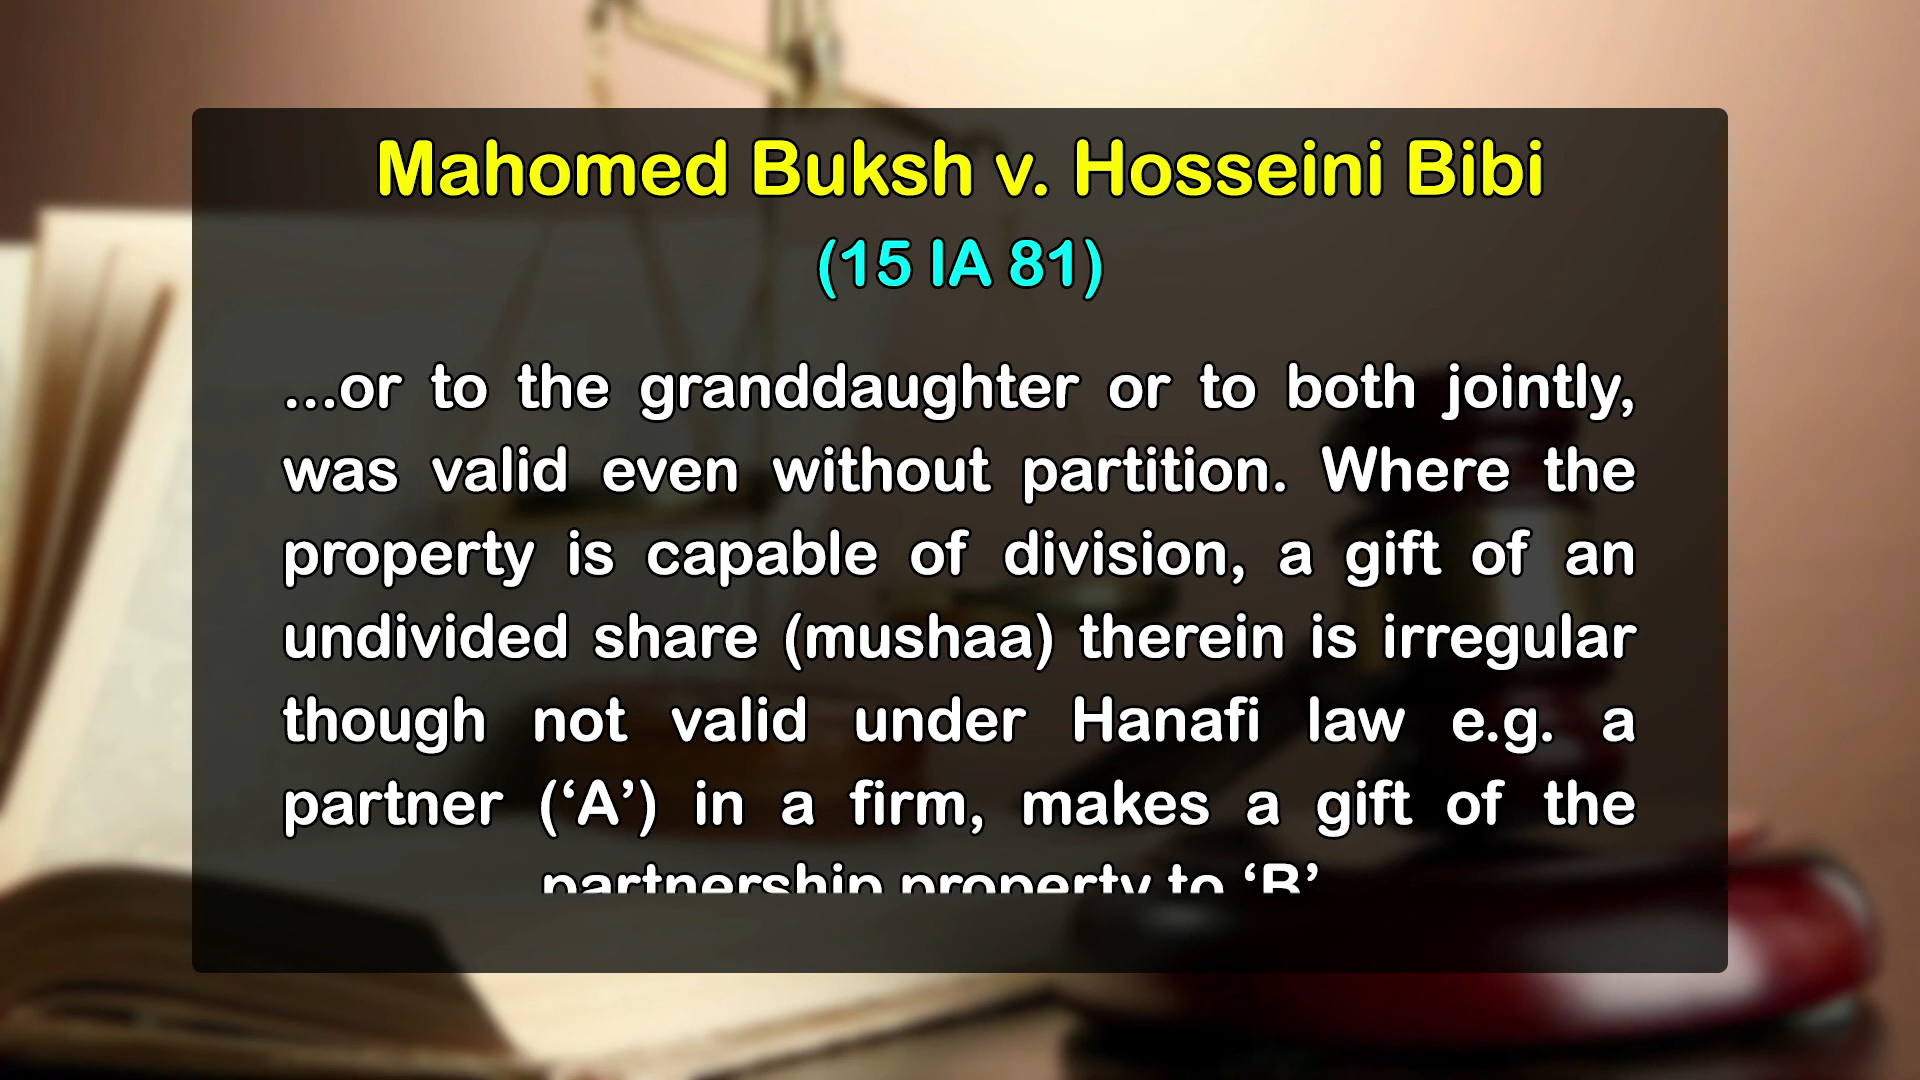 Mahomed Buksh v. Hosseini Bibi
(15 IA 81)
...or to the granddaughter or to both jointly,
was valid even without partition. Where the
property is capable of division, a gift of an
undivided share (mushaa) therein is irregular
though not valid under Hanafi law e.g. a
partner (‘A’) in a firm, makes a gift of the
partnership property to ‘B’